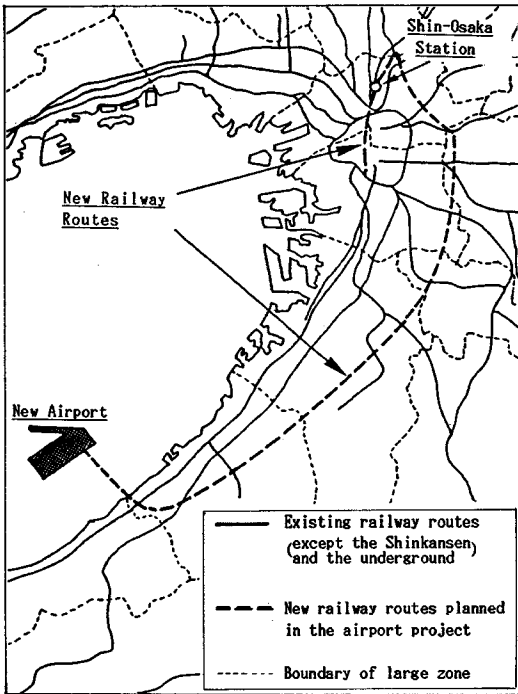 Shin-Osaka
Station
New Railway
Routes
New Airport
Existing railway routes
(except the Shinkansen
and the underground)
New railway routes planned
in the airport project
Boundary of large zone